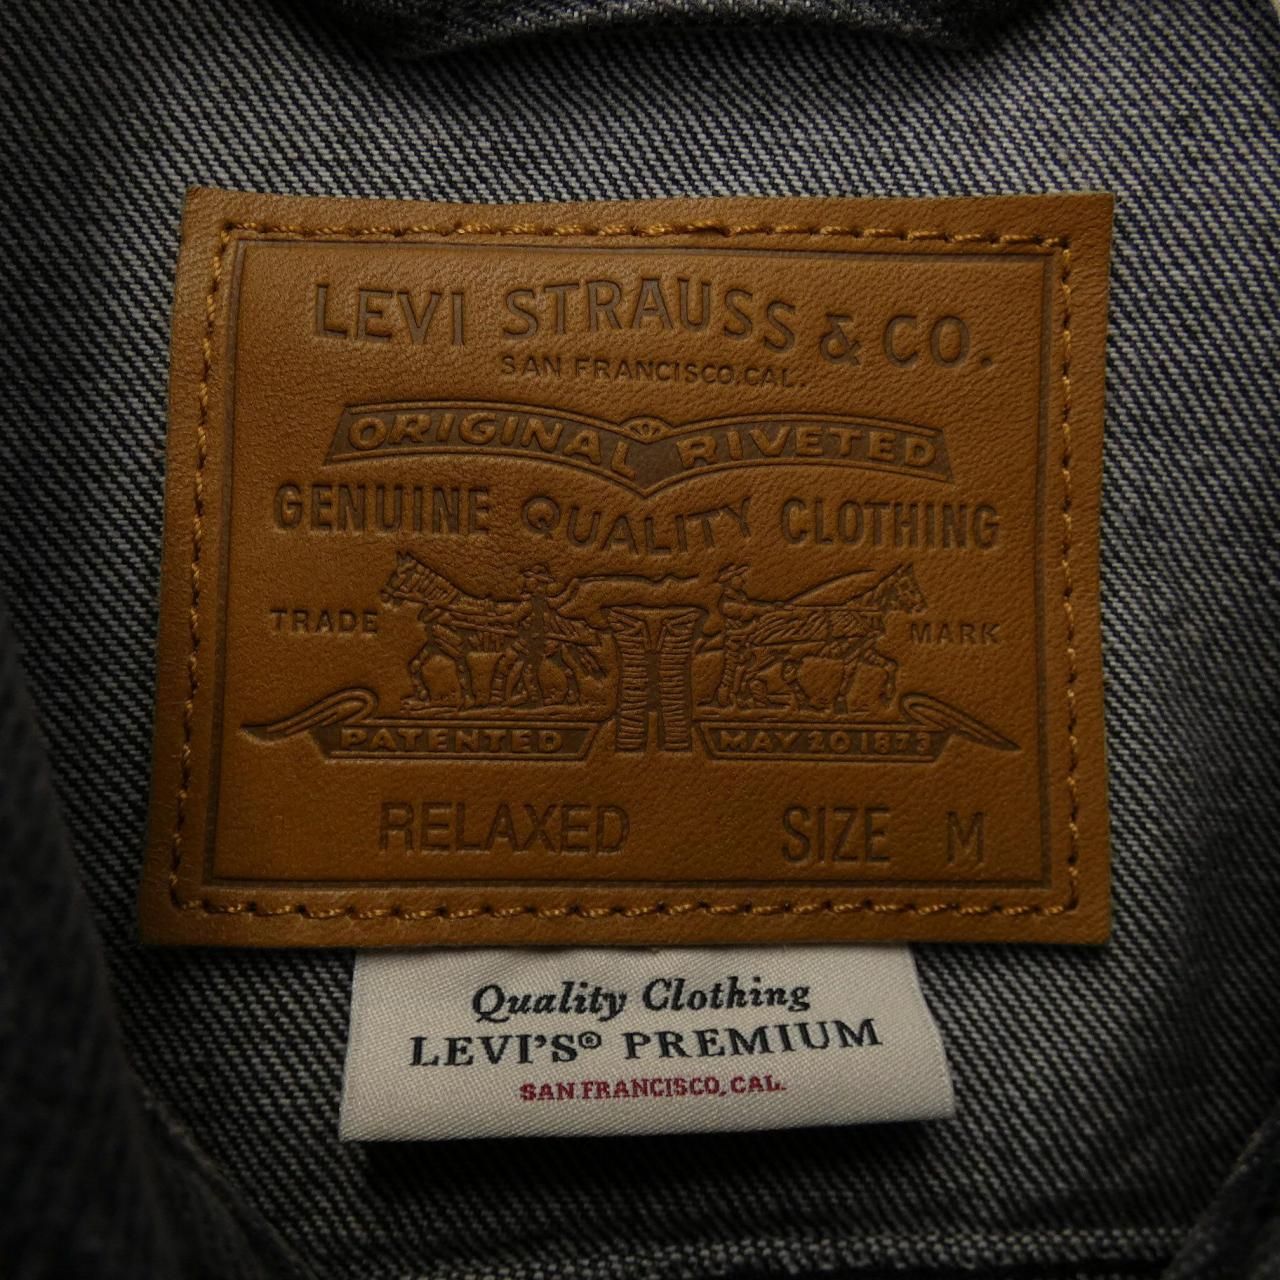 LEVI STRAUSS & CO.
SAN FRANCISCO, CAL.
ORIGINAL RIVETED
GENUINE QUALITY CLOTHING
TRADE MARK
PATENTED MAY 20 1873
RELAXED SIZE M
Quality Clothing
LEVI'S® PREMIUM
SAN FRANCISCO, CAL.